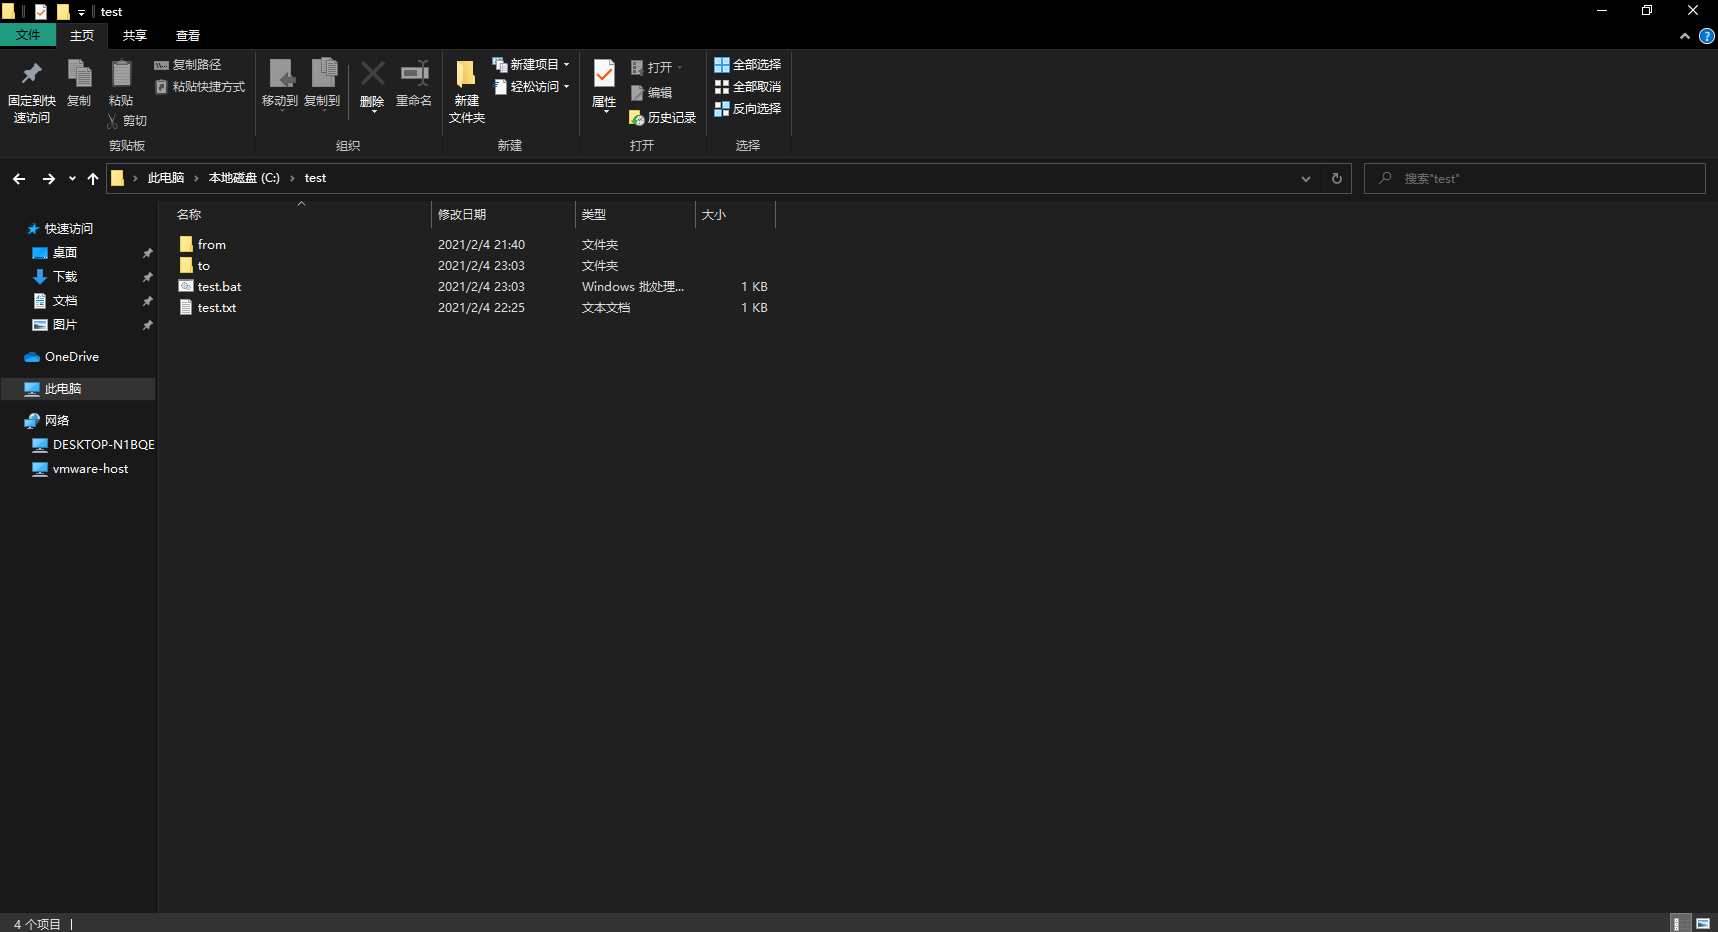 test
文件 主页 共享 查看
固定到快速访问
复制
粘贴
复制路径
粘贴快捷方式
剪切
剪贴板
移动到
复制到
删除
重命名
组织
新建文件夹
新建项目
轻松访问
新建
属性
打开
编辑
历史记录
打开
全部选择
全部取消
反向选择
选择
此电脑 › 本地磁盘 (C:) › test
搜索"test"
快速访问
桌面
下载
文档
图片
OneDrive
此电脑
网络
DESKTOP-N1BQE
vmware-host
名称 修改日期 类型 大小
from 2021/2/4 21:40 文件夹
to 2021/2/4 23:03 文件夹
test.bat 2021/2/4 23:03 Windows 批处理... 1 KB
test.txt 2021/2/4 22:25 文本文档 1 KB
4 个项目